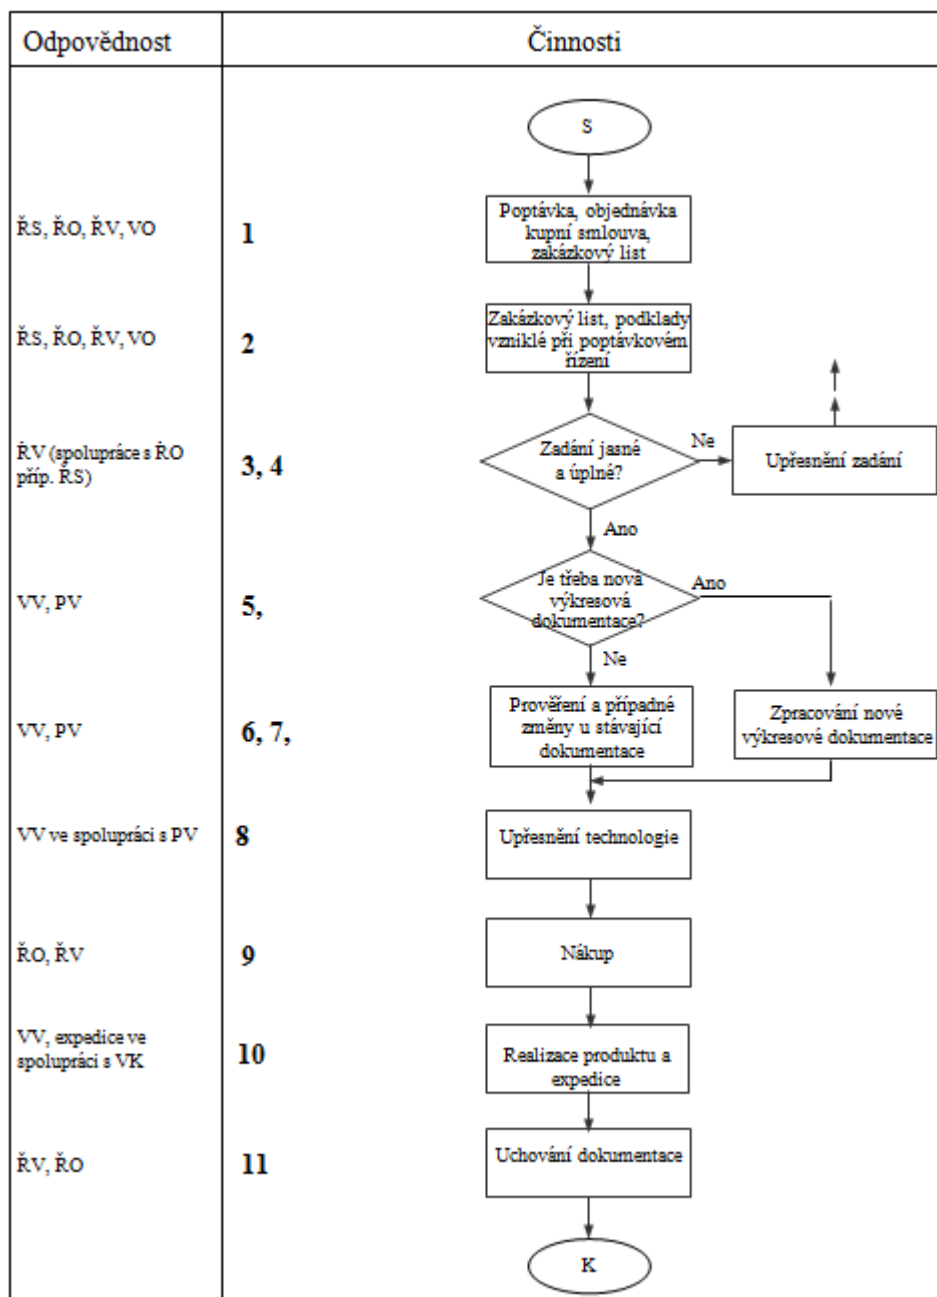 Odpovědnost
Činnosti
S
ŘS, ŘO, ŘV, VO
1
Poptávka, objednávka
kupní smlouva,
zakázkový list
ŘS, ŘO, ŘV, VO
2
Zakázkový list, podklady
vzniklé při poptávkovém
řízení
ŘV (spolupráce s ŘO
příp. ŘS)
3, 4
Zadání jasné
a úplné?
Ne
Upřesnění zadání
Ano
VV, PV
5,
Je třeba nová
výkresová
dokumentace?
Ano
Ne
VV, PV
6, 7,
Prověření a případné
změny u stávající
dokumentace
Zpracování nové
výkresové dokumentace
VV ve spolupráci s PV
8
Upřesnění technologie
ŘO, ŘV
9
Nákup
VV, expedice ve
spolupráci s VK
10
Realizace produktu a
expedice
ŘV, ŘO
11
Uchování dokumentace
K